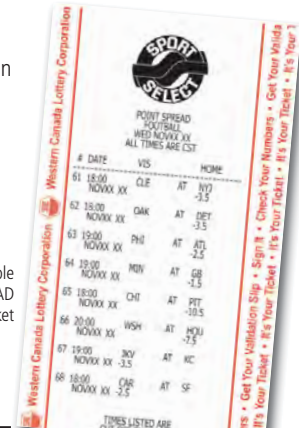 n
ole
AD
ket
Western Canada Lottery Corporation
Western Canada Lottery Corporation
SPORT
SELECT
POINT SPREAD
FOOTBALL
WED NOVXX XX
ALL TIMES ARE CST
# DATE VIS HOME
61 18:00 CLE AT NYJ
NOVXX XX -3.5
62 18:00 OAK AT DET
NOVXX XX -3.5
63 19:00 PHI AT ATL
NOVXX XX -2.5
64 19:00 MIN AT GB
NOVXX XX -1.5
65 18:00 CHI AT PIT
NOVXX XX -10.5
66 20:00 WSH AT HOU
NOVXX XX -7.5
67 19:00 JKV AT KC
NOVXX XX -3.5
68 18:00 CAR AT SF
NOVXX XX -2.5
TIMES LISTED ARE
rs • Get Your Validation Slip • Sign It • Check Your Numbers • Get Your Valida
It's Your Ticket • It's Your Ticket • It's Your Ticket • It's Your T